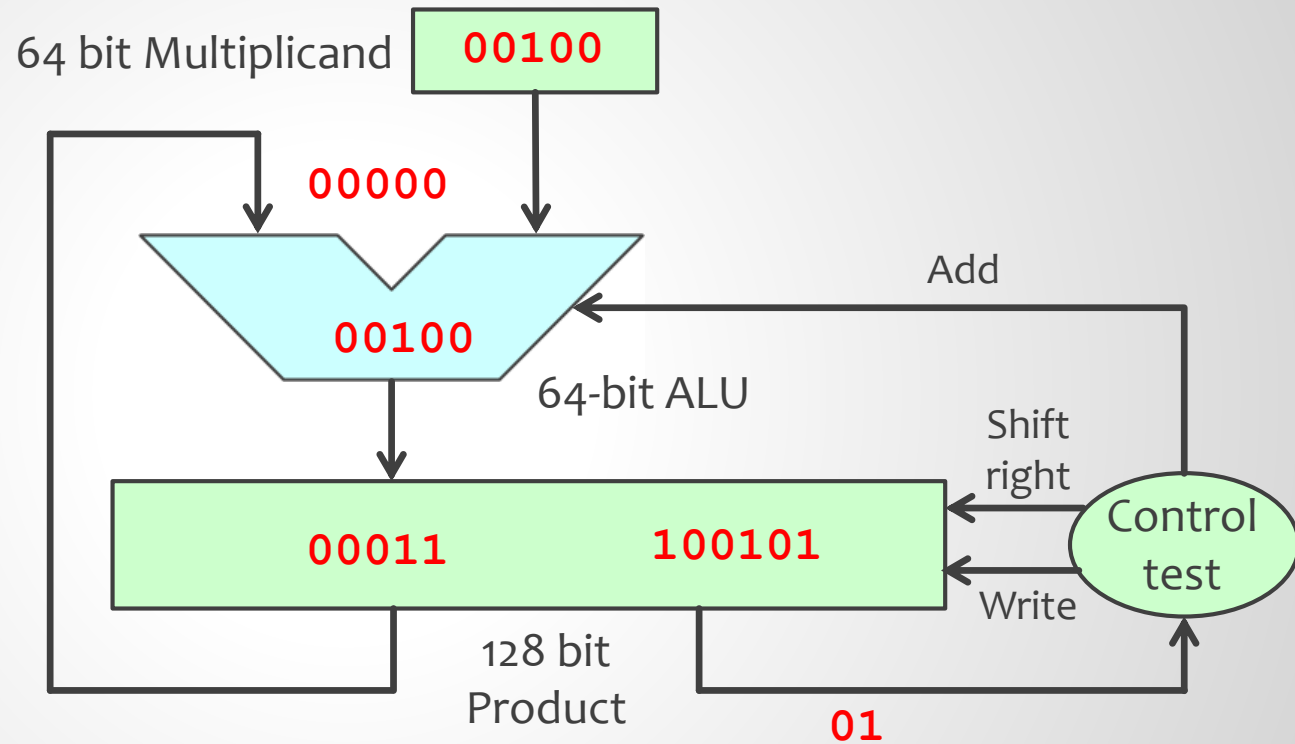 64 bit Multiplicand
00100
00000
Add
00100
64-bit ALU
Shift
right
Control
test
00011
100101
Write
128 bit
Product
01